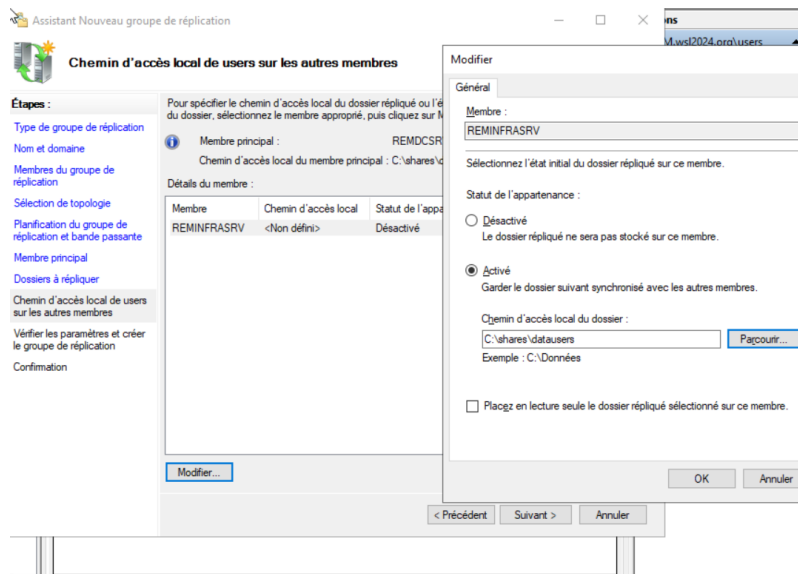 Assistant Nouveau groupe de réplication
Chemin d'accès local de users sur les autres membres
Étapes :
Type de groupe de réplication
Nom et domaine
Membres du groupe de
réplication
Sélection de topologie
Planification du groupe de
réplication et bande passante
Membre principal
Dossiers à répliquer
Chemin d'accès local de users
sur les autres membres
Vérifier les paramètres et créer
le groupe de réplication
Confirmation
Pour spécifier le chemin d'accès local du dossier répliqué ou l'é
du dossier, sélectionnez le membre approprié, puis cliquez sur M
Membre principal : REMDCSR
Chemin d'accès local du membre principal : C:\shares\d
Détails du membre :
Membre Chemin d'accès local Statut de l'appa
REMINFRASRV <Non défini> Désactivé
Modifier...
< Précédent Suivant > Annuler
ns
M.wsl2024.org\users
Modifier
Général
Membre :
REMINFRASRV
Sélectionnez l'état initial du dossier répliqué sur ce membre.
Statut de l'appartenance :
Désactivé
Le dossier répliqué ne sera pas stocké sur ce membre.
Activé
Garder le dossier suivant synchronisé avec les autres membres.
Chemin d'accès local du dossier :
C:\shares\datausers Parcourir...
Exemple : C:\Données
Placez en lecture seule le dossier répliqué sélectionné sur ce membre.
OK Annuler